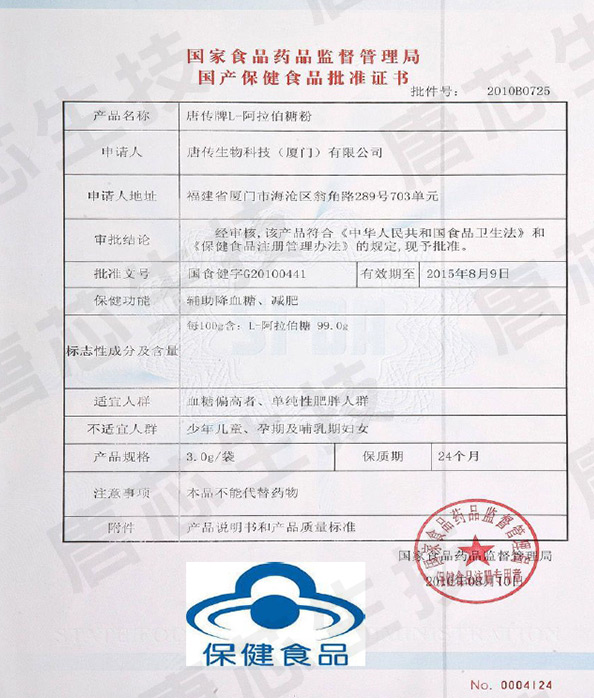 国家食品药品监督管理局
国产保健食品批准证书
批件号： 2010B0725
产品名称 唐传牌L-阿拉伯糖粉
申请人 唐传生物科技（厦门）有限公司
申请人地址 福建省厦门市海沧区翁角路289号703单元
审批结论 经审核,该产品符合《中华人民共和国食品卫生法》和
《保健食品注册管理办法》的规定,现予批准。
批准文号 国食健字G20100441 有效期至 2015年8月9日
保健功能 辅助降血糖、减肥
标志性成分及含量 每100g含：L-阿拉伯糖 99.0g
适宜人群 血糖偏高者、单纯性肥胖人群
不适宜人群 少年儿童、孕期及哺乳期妇女
产品规格 3.0g/袋 保质期 24个月
注意事项 本品不能代替药物
附件 产品说明书和产品质量标准
国家食品药品监督管理局
2010年08月10日
国家食品药品监督管理局
保健食品注册专用章
保健食品
No. 0004124
唐芯生技